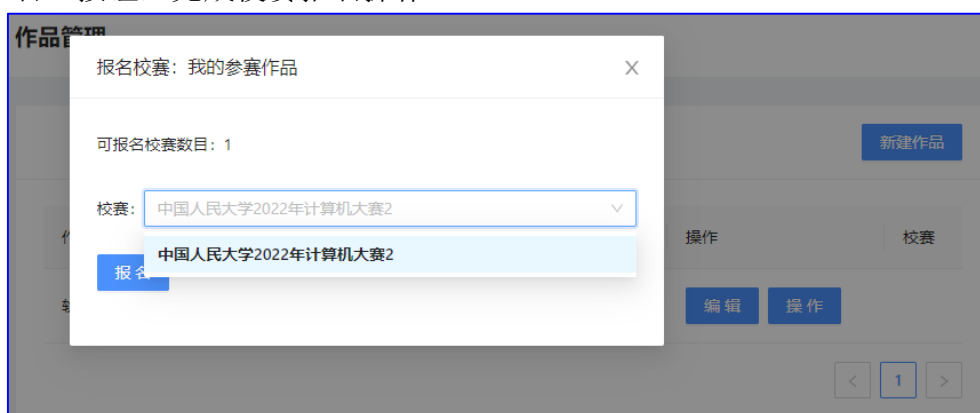 作品管理
报名校赛：我的参赛作品
可报名校赛数目：1
新建作品
校赛： 中国人民大学2022年计算机大赛2
操作 校赛
中国人民大学2022年计算机大赛2
报名
编辑 操作
1